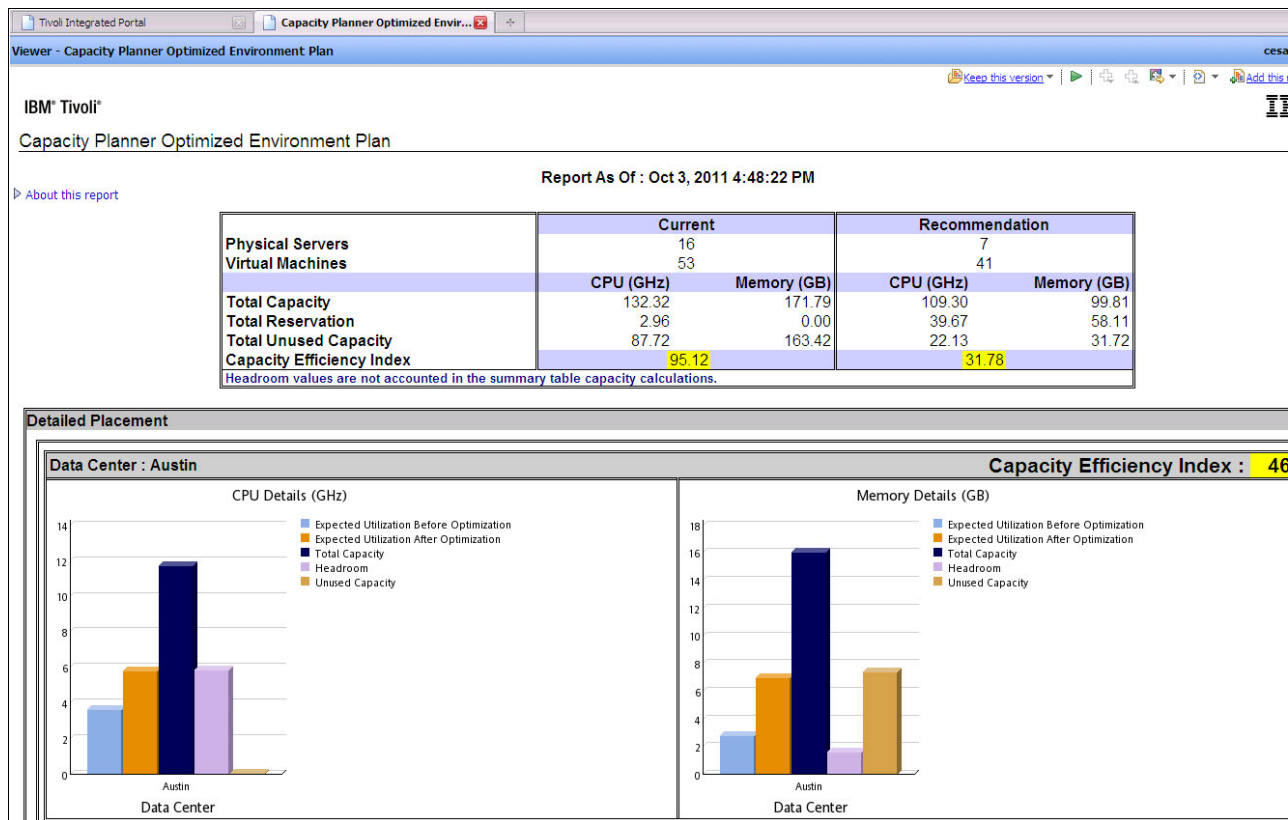 Tivoli Integrated Portal
Capacity Planner Optimized Envir...
Viewer - Capacity Planner Optimized Environment Plan
Keep this version
Add this
IBM® Tivoli®
Capacity Planner Optimized Environment Plan
Report As Of : Oct 3, 2011 4:48:22 PM
About this report
Current Recommendation
Physical Servers 16 7
Virtual Machines 53 41
CPU (GHz) Memory (GB) CPU (GHz) Memory (GB)
Total Capacity 132.32 171.79 109.30 99.81
Total Reservation 2.96 0.00 39.67 58.11
Total Unused Capacity 87.72 163.42 22.13 31.72
Capacity Efficiency Index 95.12 31.78
Headroom values are not accounted in the summary table capacity calculations.
Detailed Placement
Data Center : Austin Capacity Efficiency Index : 46
CPU Details (GHz)
14
12
10
8
6
4
2
0
Expected Utilization Before Optimization
Expected Utilization After Optimization
Total Capacity
Headroom
Unused Capacity
Austin
Data Center
Memory Details (GB)
18
16
14
12
10
8
6
4
2
0
Expected Utilization Before Optimization
Expected Utilization After Optimization
Total Capacity
Headroom
Unused Capacity
Austin
Data Center